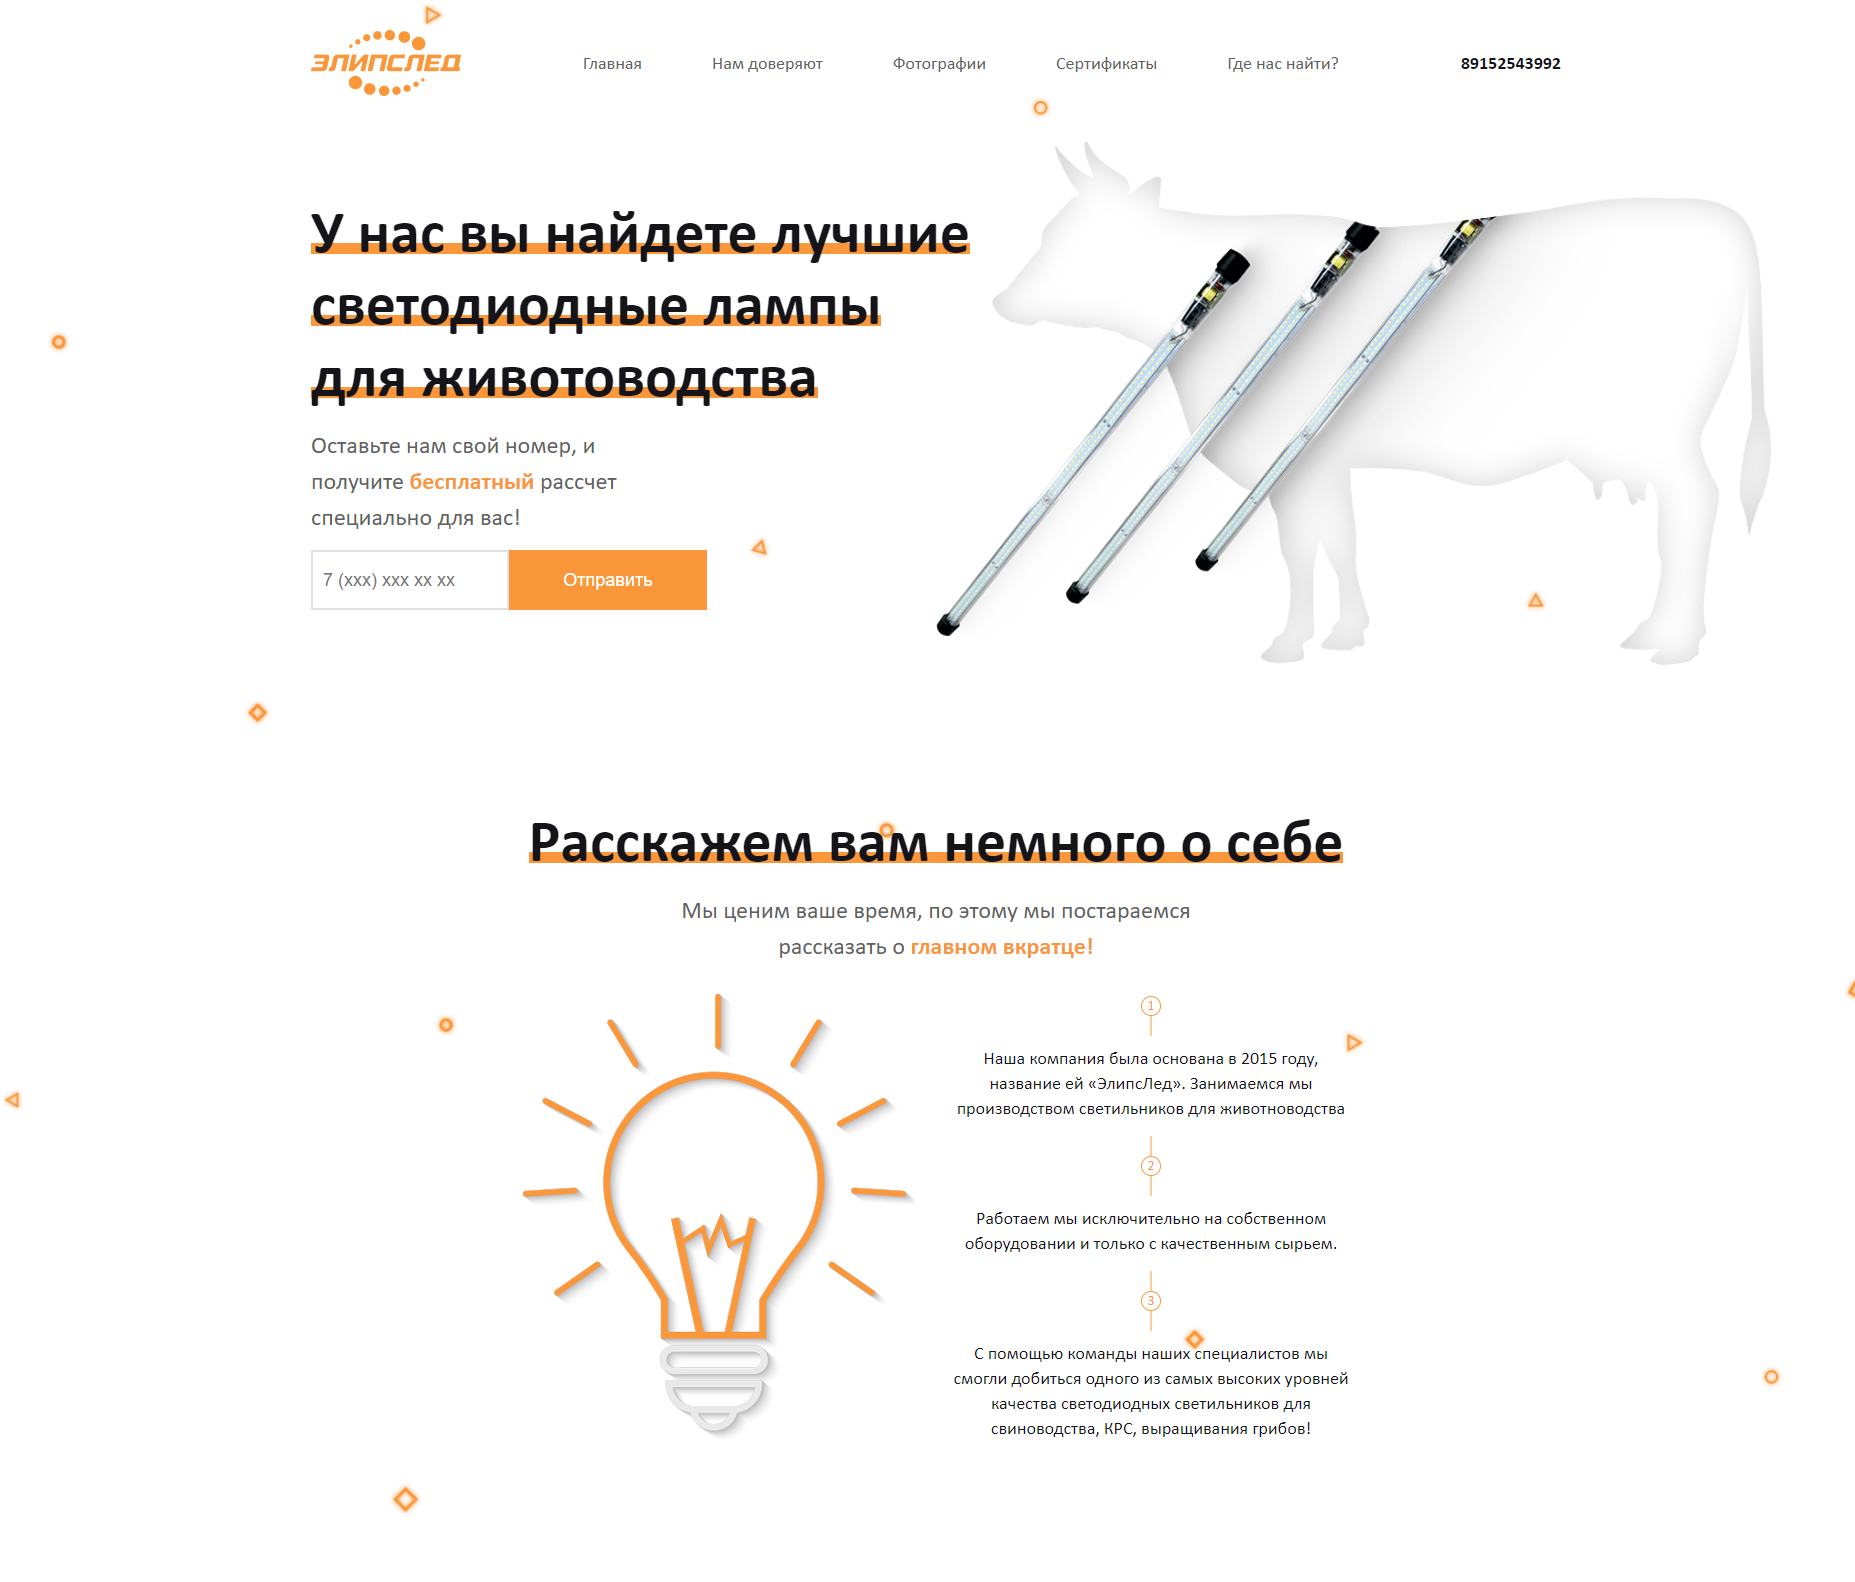 ЭЛИПСЛЕД
Главная
Нам доверяют
Фотографии
Сертификаты
Где нас найти?
89152543992
У нас вы найдете лучшие
светодиодные лампы
для животоводства
Оставьте нам свой номер, и
получите бесплатный рассчет
специально для вас!
7 (xxx) xxx xx xx
Отправить
Расскажем вам немного о себе
Мы ценим ваше время, по этому мы постараемся
рассказать о главном вкратце!
1
Наша компания была основана в 2015 году,
название ей «ЭлипсЛед». Занимаемся мы
производством светильников для животноводства
2
Работаем мы исключительно на собственном
оборудовании и только с качественным сырьем.
3
С помощью команды наших специалистов мы
смогли добиться одного из самых высоких уровней
качества светодиодных светильников для
свиноводства, КРС, выращивания грибов!